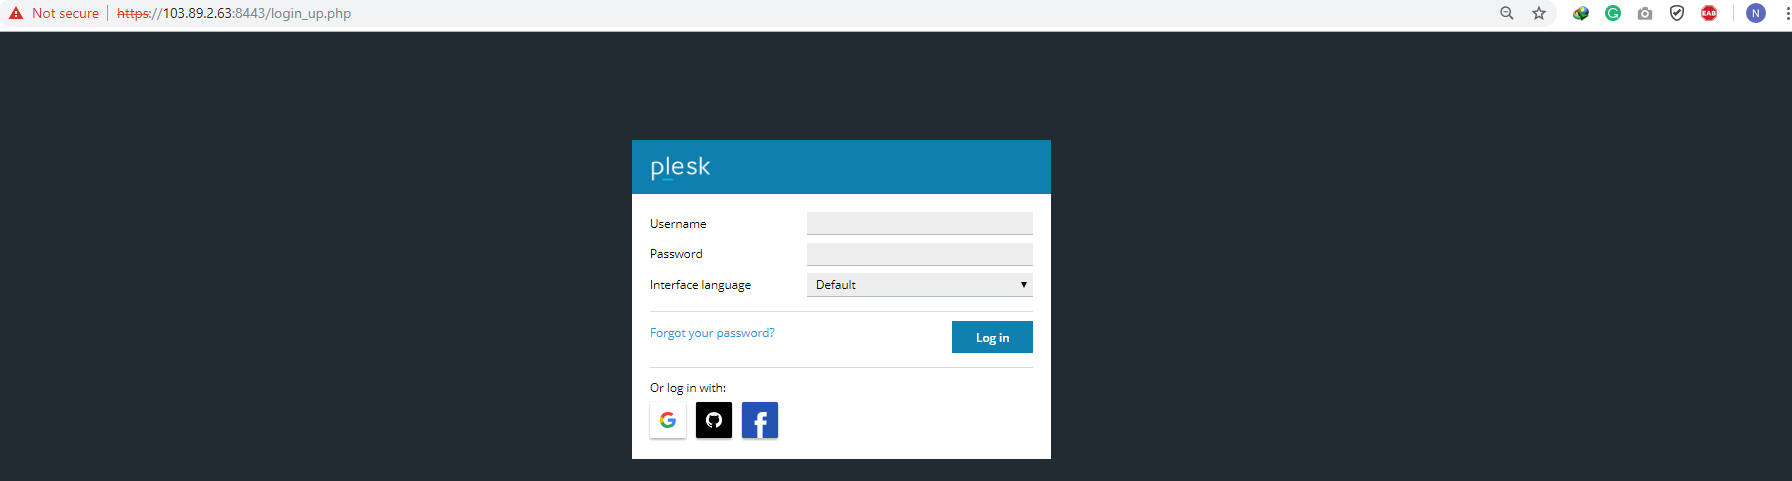 Not secure https://103.89.2.63:8443/login_up.php
EAB N
plesk
Username
Password
Interface language Default
Forgot your password? Log in
Or log in with: